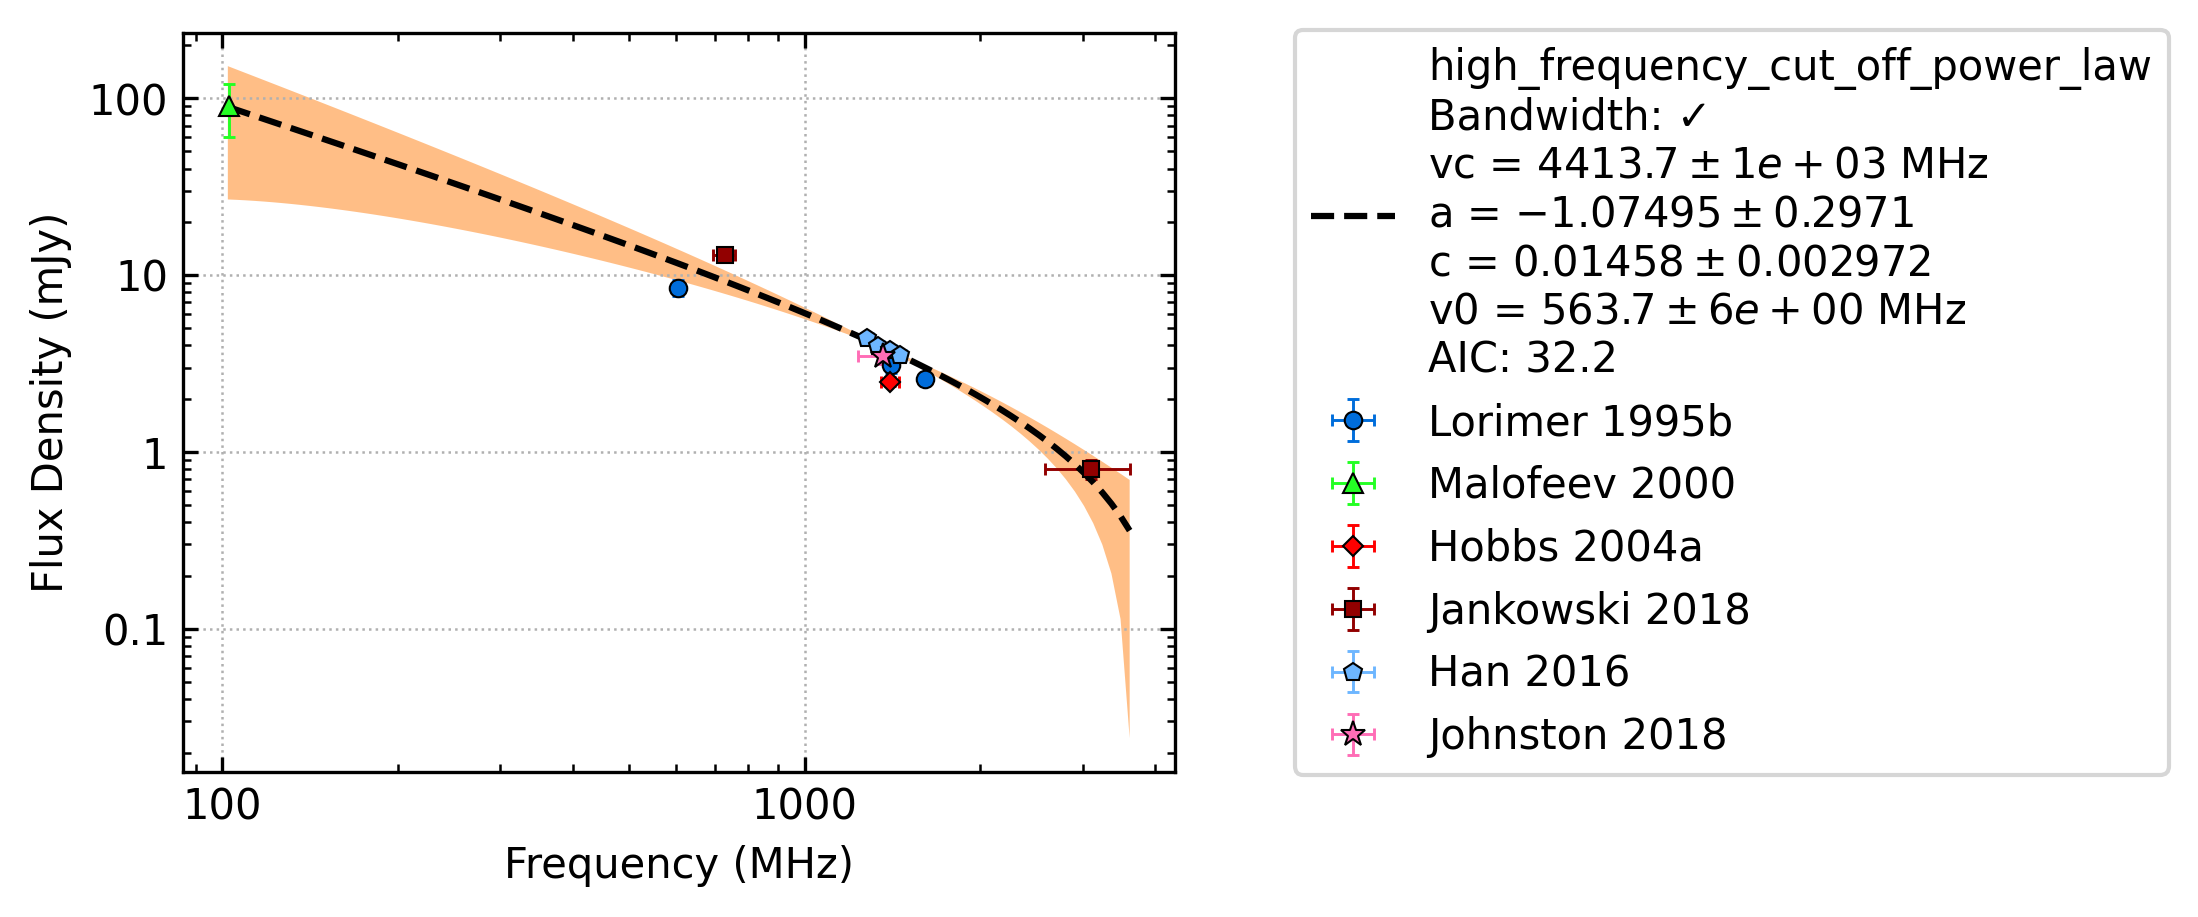 100
10
1
0.1
Flux Density (mJy)
100
1000
Frequency (MHz)
high_frequency_cut_off_power_law
Bandwidth: ✓
vc = 4413.7 ± 1e + 03 MHz
a = −1.07495 ± 0.2971
c = 0.01458 ± 0.002972
v0 = 563.7 ± 6e + 00 MHz
AIC: 32.2
Lorimer 1995b
Malofeev 2000
Hobbs 2004a
Jankowski 2018
Han 2016
Johnston 2018